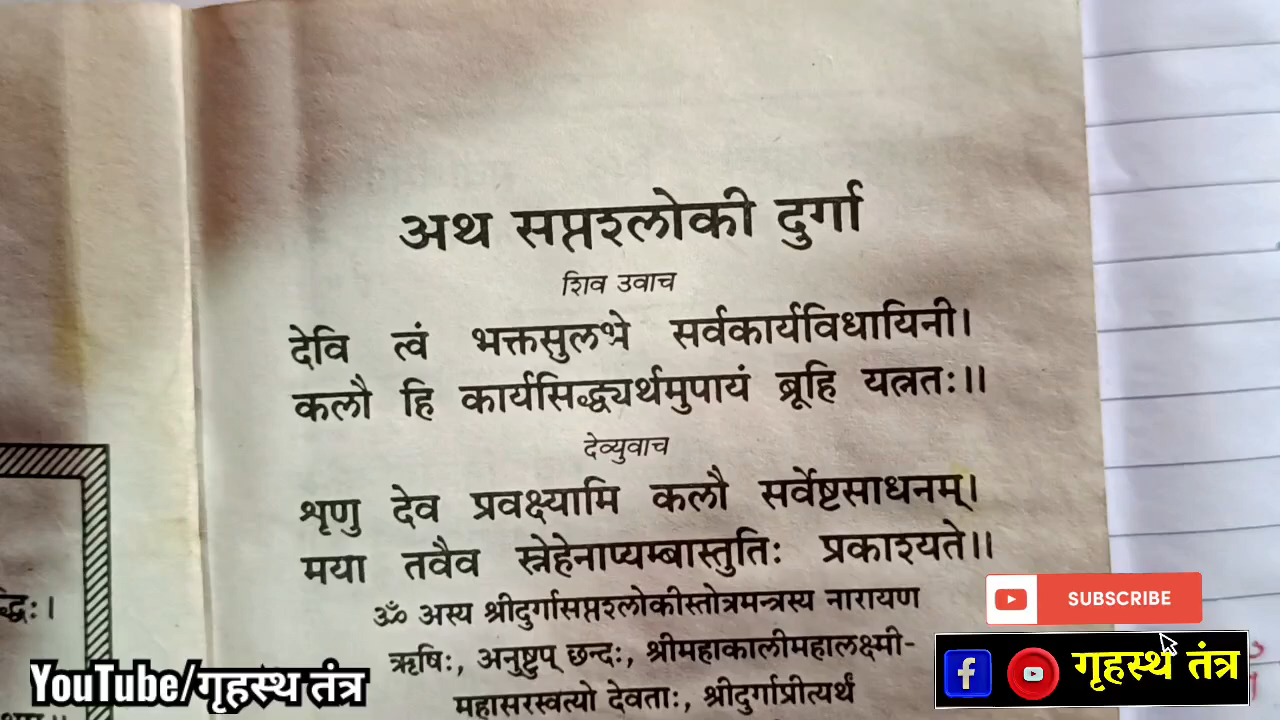 अथ सप्तश्लोकी दुर्गा
शिव उवाच
देवि त्वं भक्तसुलभे सर्वकार्यविधायिनी।
कलौ हि कार्यसिद्ध्यर्थमुपायं ब्रूहि यत्नतः॥
देव्युवाच
शृणु देव प्रवक्ष्यामि कलौ सर्वेष्टसाधनम्।
मया तवैव स्नेहेनाप्यम्बास्तुतिः प्रकाश्यते॥
ॐ अस्य श्रीदुर्गासप्तश्लोकीस्तोत्रमन्त्रस्य नारायण
ऋषिः, अनुष्टुप् छन्दः, श्रीमहाकालीमहालक्ष्मी-
महासरस्वत्यो देवताः, श्रीदुर्गाप्रीत्यर्थं
SUBSCRIBE
गृहस्थ तंत्र
YouTube/गृहस्थ तंत्र